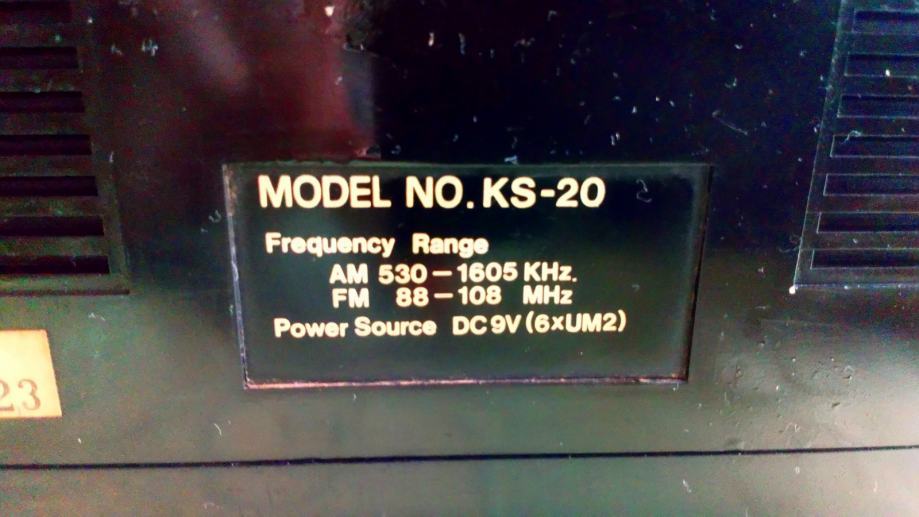 MODEL NO. KS-20
Frequency Range
AM 530-1605 KHz.
FM 88-108 MHz
Power Source DC 9V (6×UM2)
23